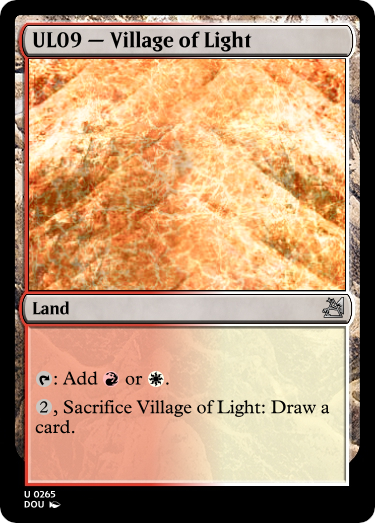 UL09 — Village of Light
Land
: Add or .
2, Sacrifice Village of Light: Draw a
card.
U 0265
DOU